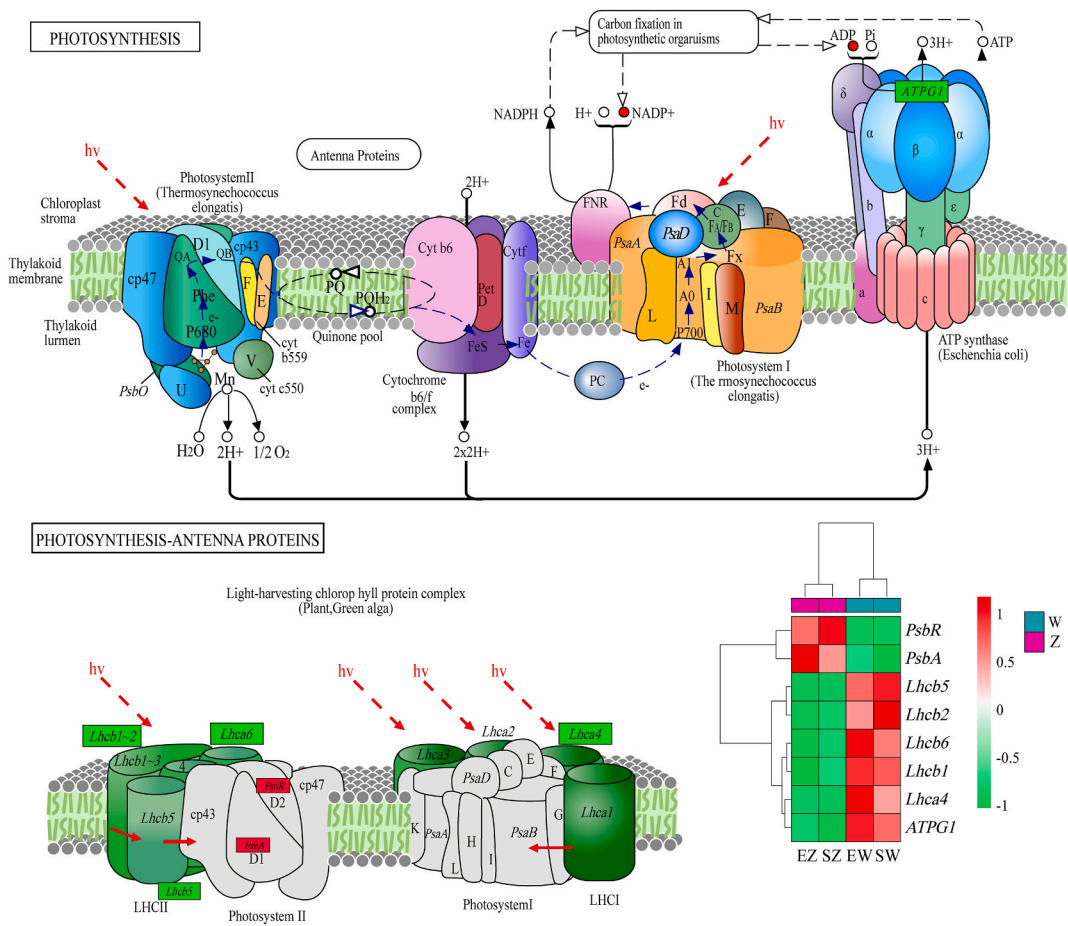 PHOTOSYNTHESIS
Carbon fixation in
photosynthetic organuisms
ADP
Pi
3H+
ATP
NADPH
H+
NADP+
ATPG1
δ
α
β
α
b
ε
γ
a
c
hv
Antenna Proteins
hv
PhotosystemII
(Thermosynechococcus
elongatis)
Chloroplast
stroma
Thylakoid
membrane
Thylakoid
lurmen
2H+
FNR
Fd
C
FA/FB
E
F
PsaA
PsaD
A1
Fx
A0
P700
L
I
M
PsaB
D1
QA
QB
cp43
cp47
Phe
F
E
e-
P680
V
PsbO
U
Mn
cyt
b559
cyt c550
Cyt b6
Cytf
Pet
D
FeS
Fe
PQ
PQH2
Quinone pool
Cytochrome
b6/f
complex
PC
e-
Photosystem I
(The rmosynechococcus
elongatis)
ATP synthase
(Escherichia coli)
H2O
2H+
1/2 O2
2x2H+
3H+
PHOTOSYNTHESIS-ANTENNA PROTEINS
Light-harvesting chlorop hyll protein complex
(Plant,Green alga)
hv
hv
hv
hv
Lhcb1~2
Lhca6
Lhcb1~3
4
Lhcb5
Lhcb5
cp43
PsbR
D2
cp47
PsbA
D1
LHCII
Photosystem II
Lhca3
Lhca2
Lhca4
PsaD
C
E
F
K
PsaA
L
H
I
PsaB
G
Lhca1
PhotosystemI
LHCI
PsbR
PsbA
Lhcb5
Lhcb2
Lhcb6
Lhcb1
Lhca4
ATPG1
EZ SZ EW SW
1
0.5
0
-0.5
-1
W
Z